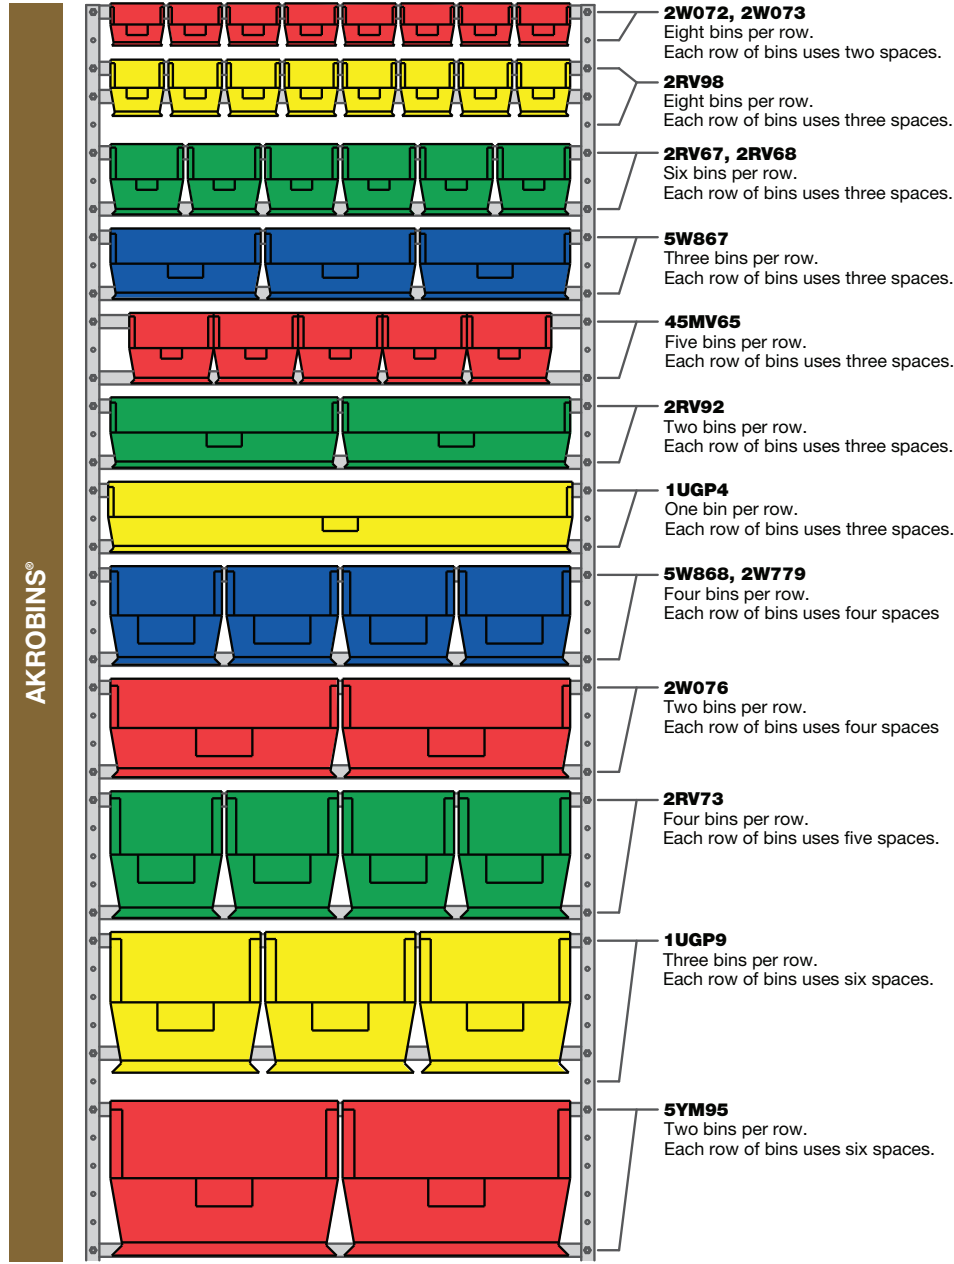 2W072, 2W073
Eight bins per row.
Each row of bins uses two spaces.
2RV98
Eight bins per row.
Each row of bins uses three spaces.
2RV67, 2RV68
Six bins per row.
Each row of bins uses three spaces.
5W867
Three bins per row.
Each row of bins uses three spaces.
45MV65
Five bins per row.
Each row of bins uses three spaces.
2RV92
Two bins per row.
Each row of bins uses three spaces.
1UGP4
One bin per row.
Each row of bins uses three spaces.
5W868, 2W779
Four bins per row.
Each row of bins uses four spaces
2W076
Two bins per row.
Each row of bins uses four spaces
2RV73
Four bins per row.
Each row of bins uses five spaces.
1UGP9
Three bins per row.
Each row of bins uses six spaces.
5YM95
Two bins per row.
Each row of bins uses six spaces.
AKROBINS®